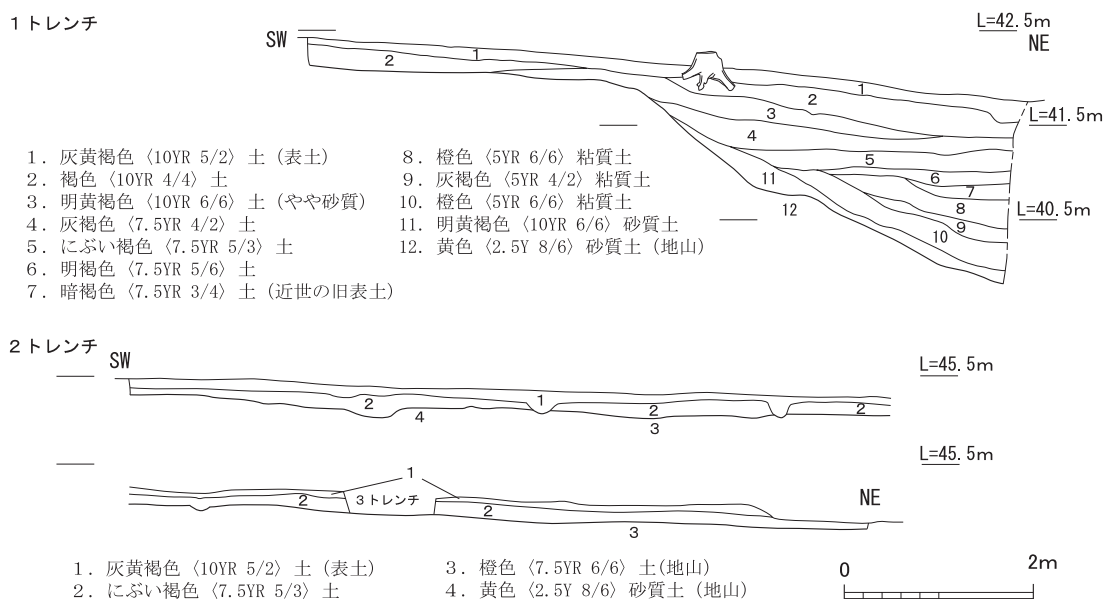 １トレンチ
L=42.5m
SW
NE
1
2
1
2
3
L=41.5m
4
5
6
7
11
8
12
L=40.5m
9
10
1．灰黄褐色〈10YR 5/2〉土（表土）
2．褐色〈10YR 4/4〉土
3．明黄褐色〈10YR 6/6〉土（やや砂質）
4．灰褐色〈7.5YR 4/2〉土
5．にぶい褐色〈7.5YR 5/3〉土
6．明褐色〈7.5YR 5/6〉土
7．暗褐色〈7.5YR 3/4〉土（近世の旧表土）
8．橙色〈5YR 6/6〉粘質土
9．灰褐色〈5YR 4/2〉粘質土
10．橙色〈5YR 6/6〉粘質土
11．明黄褐色〈10YR 6/6〉砂質土
12．黄色〈2.5Y 8/6〉砂質土（地山）
２トレンチ
SW
L=45.5m
2
4
1
2
3
2
L=45.5m
1
2
3トレンチ
2
3
NE
1．灰黄褐色〈10YR 5/2〉土（表土）
2．にぶい褐色〈7.5YR 5/3〉土
3．橙色〈7.5YR 6/6〉土(地山)
4．黄色〈2.5Y 8/6〉砂質土（地山）
0
2m